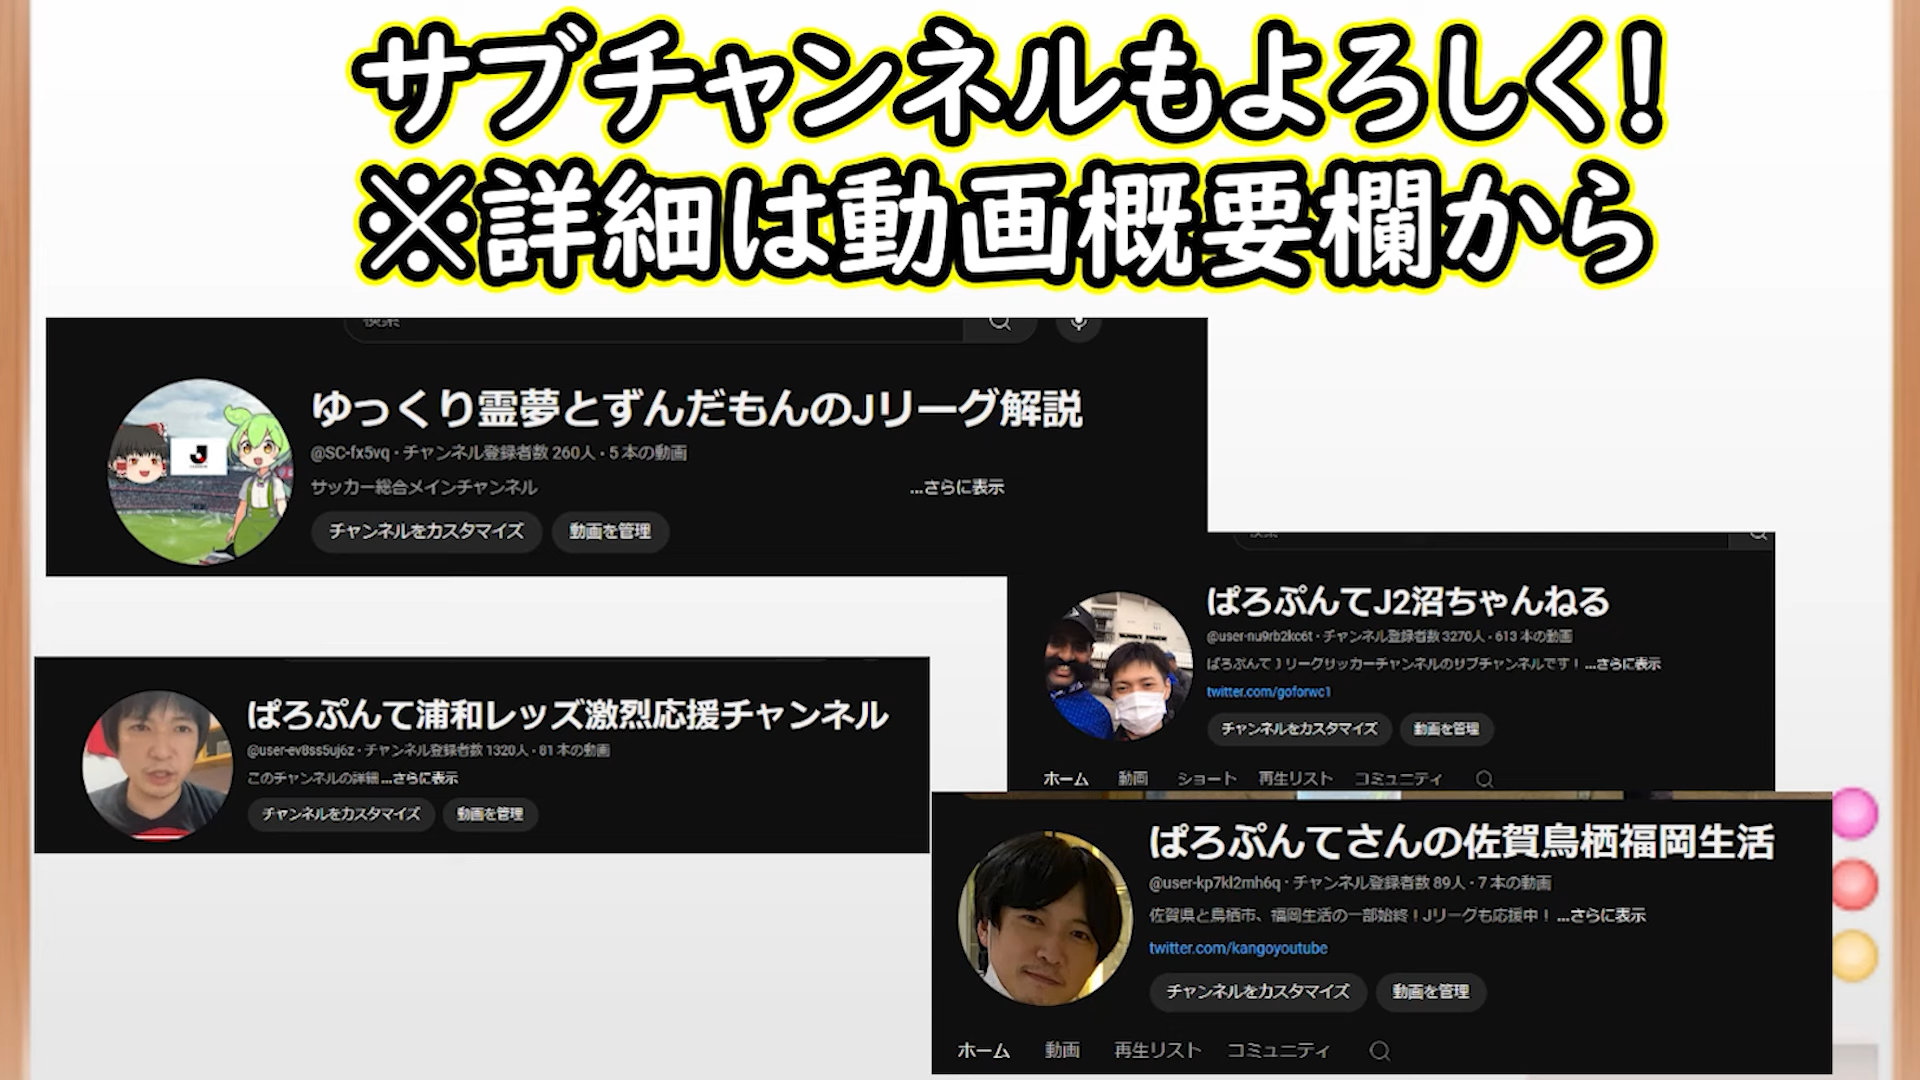 サブチャンネルもよろしく!
※詳細は動画概要欄から
検索
ゆっくり霊夢とずんだもんのJリーグ解説
@SC-fx5vq・チャンネル登録者数 260人・5 本の動画
サッカー総合メインチャンネル ...さらに表示
チャンネルをカスタマイズ 動画を管理
ぱろぷんてJ2沼ちゃんねる
@user-nu9rb2kc6t・チャンネル登録者数 3270人・613 本の動画
ぱろぷんてJリーグサッカーチャンネルのサブチャンネルです! ...さらに表示
twitter.com/goforwc1
チャンネルをカスタマイズ 動画を管理
ホーム 動画 ショート 再生リスト コミュニティ
ぱろぷんて浦和レッズ激烈応援チャンネル
@user-ev8ss5uj6z・チャンネル登録者数 1320人・81 本の動画
このチャンネルの詳細 ...さらに表示
チャンネルをカスタマイズ 動画を管理
ぱろぷんてさんの佐賀鳥栖福岡生活
@user-kp7kl2mh6q・チャンネル登録者数 89人・7 本の動画
佐賀県と鳥栖市、福岡生活の一部始終!Jリーグも応援中! ...さらに表示
twitter.com/kangoyoutube
チャンネルをカスタマイズ 動画を管理
ホーム 動画 再生リスト コミュニティ